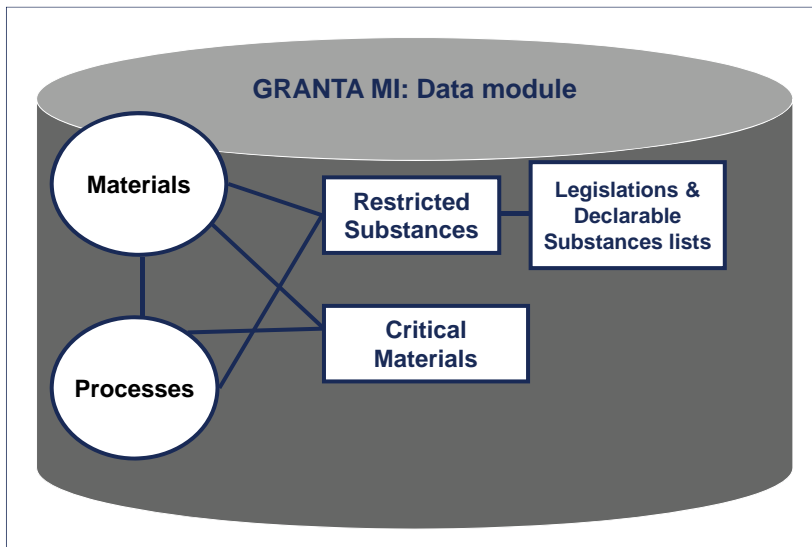 GRANTA MI: Data module
Materials
Restricted
Substances
Legislations &
Declarable
Substances lists
Critical
Materials
Processes